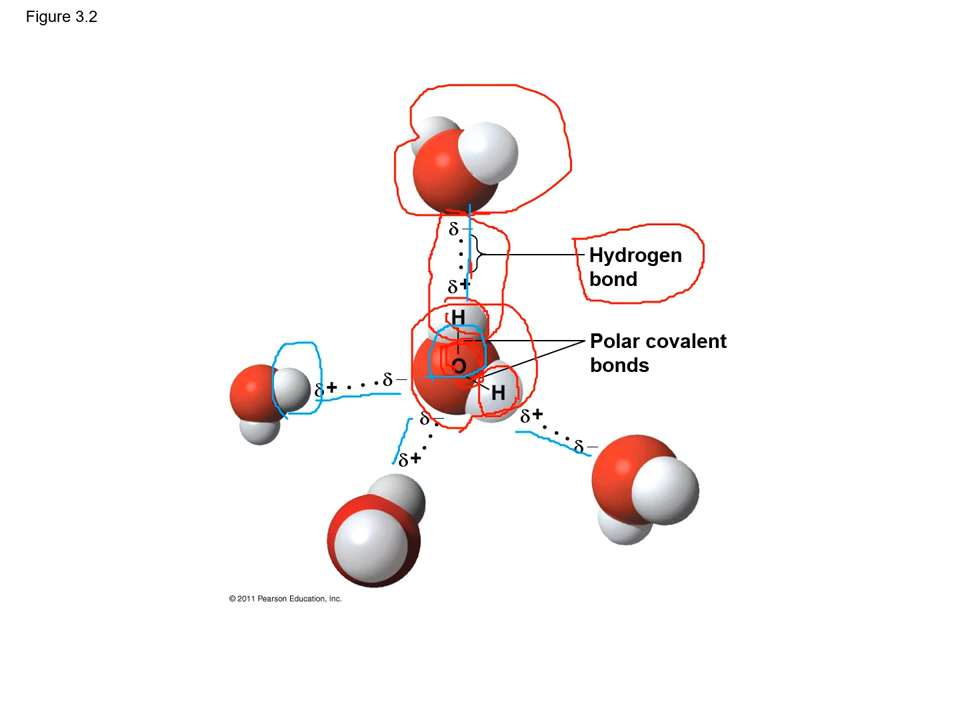 Figure 3.2
δ–
Hydrogen
bond
δ+
H
Polar covalent
bonds
O
δ+ δ–
H
δ– δ+
δ+ δ–
© 2011 Pearson Education, Inc.